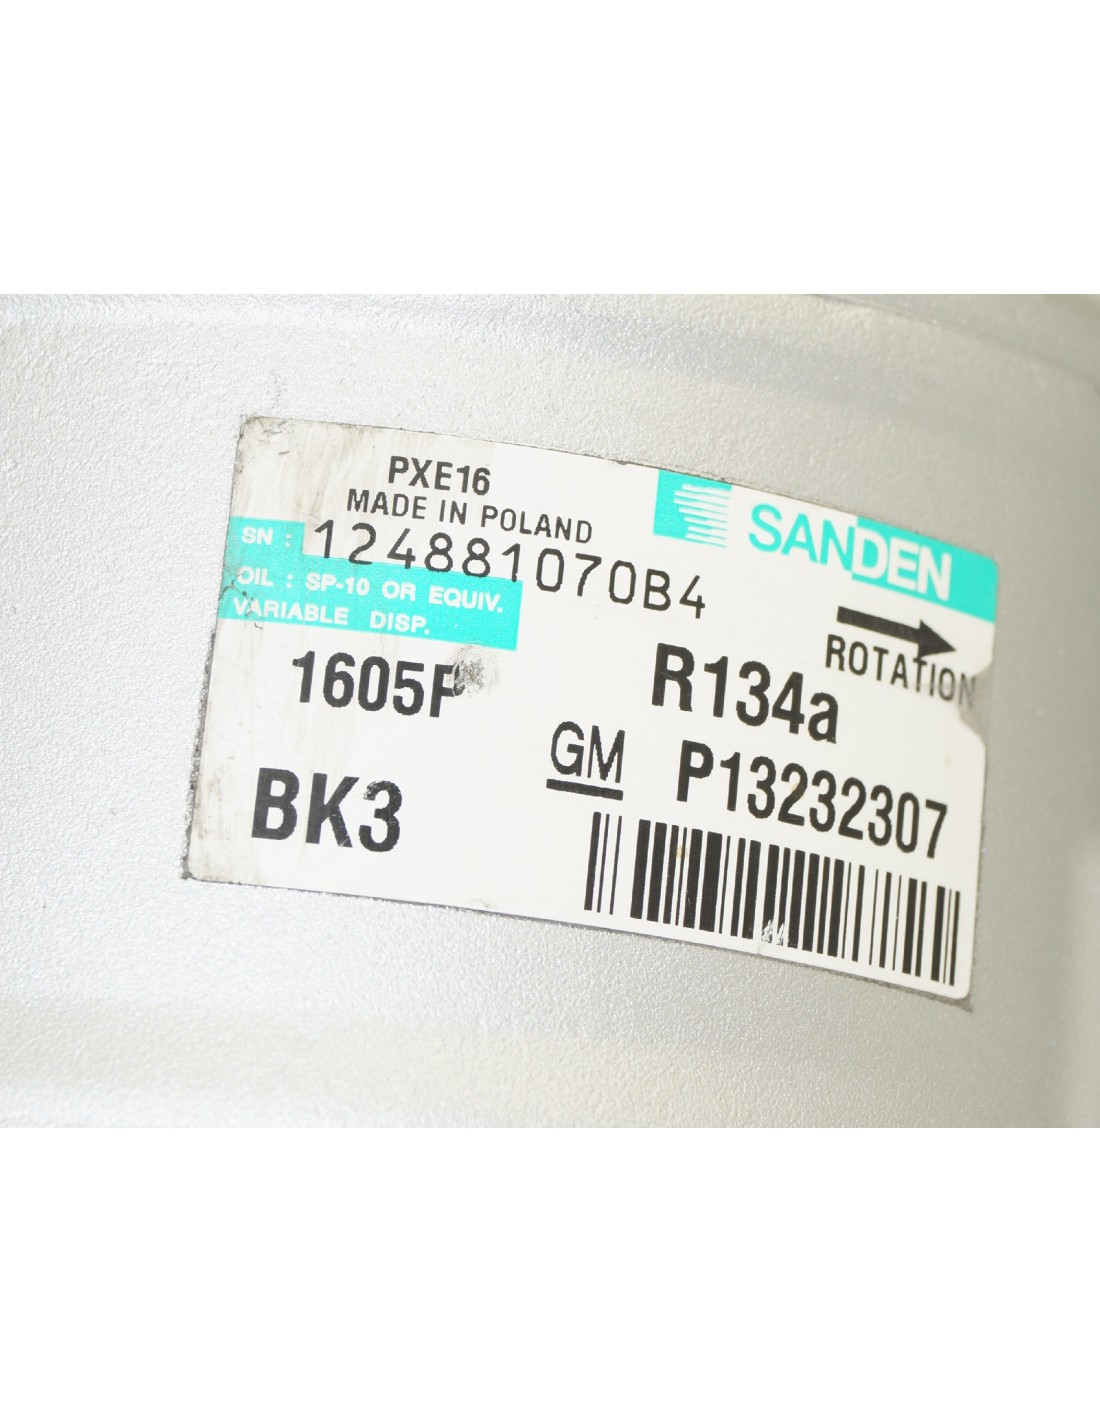 PXE16
MADE IN POLAND
SANDEN
SN : 124881070B4
OIL : SP-10 OR EQUIV.
VARIABLE DISP.
ROTATION
1605P
R134a
GM P13232307
BK3